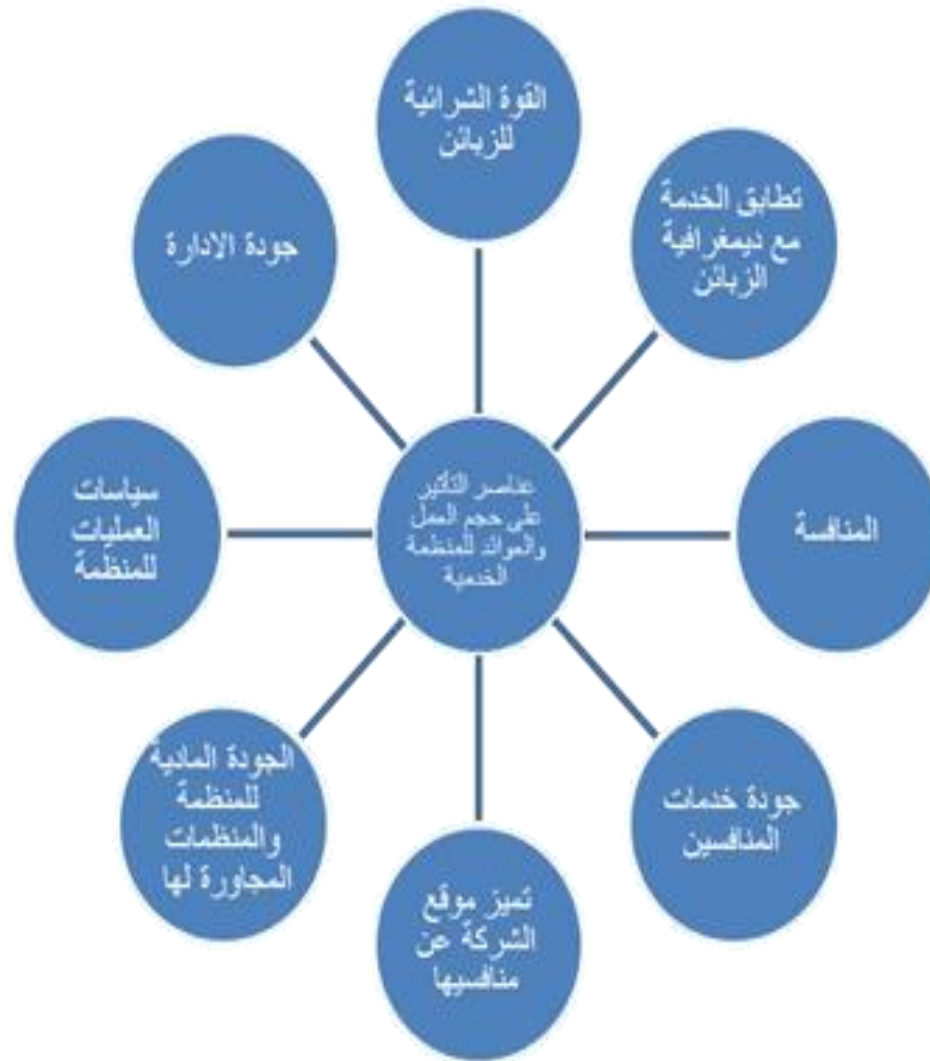 القوة الشرائية
للزبائن
تطابق الخدمة
مع ديمغرافية
الزبائن
المنافسة
جودة خدمات
المنافسين
تميز موقع
الشركة عن
منافسيها
الجودة المادية
للمنظمة
والمنظمات
المجاورة لها
سياسات
العمليات
للمنظمة
جودة الادارة
عناصر التأثير
على حجم العمل
والعوائد للمنظمة
الخدمية